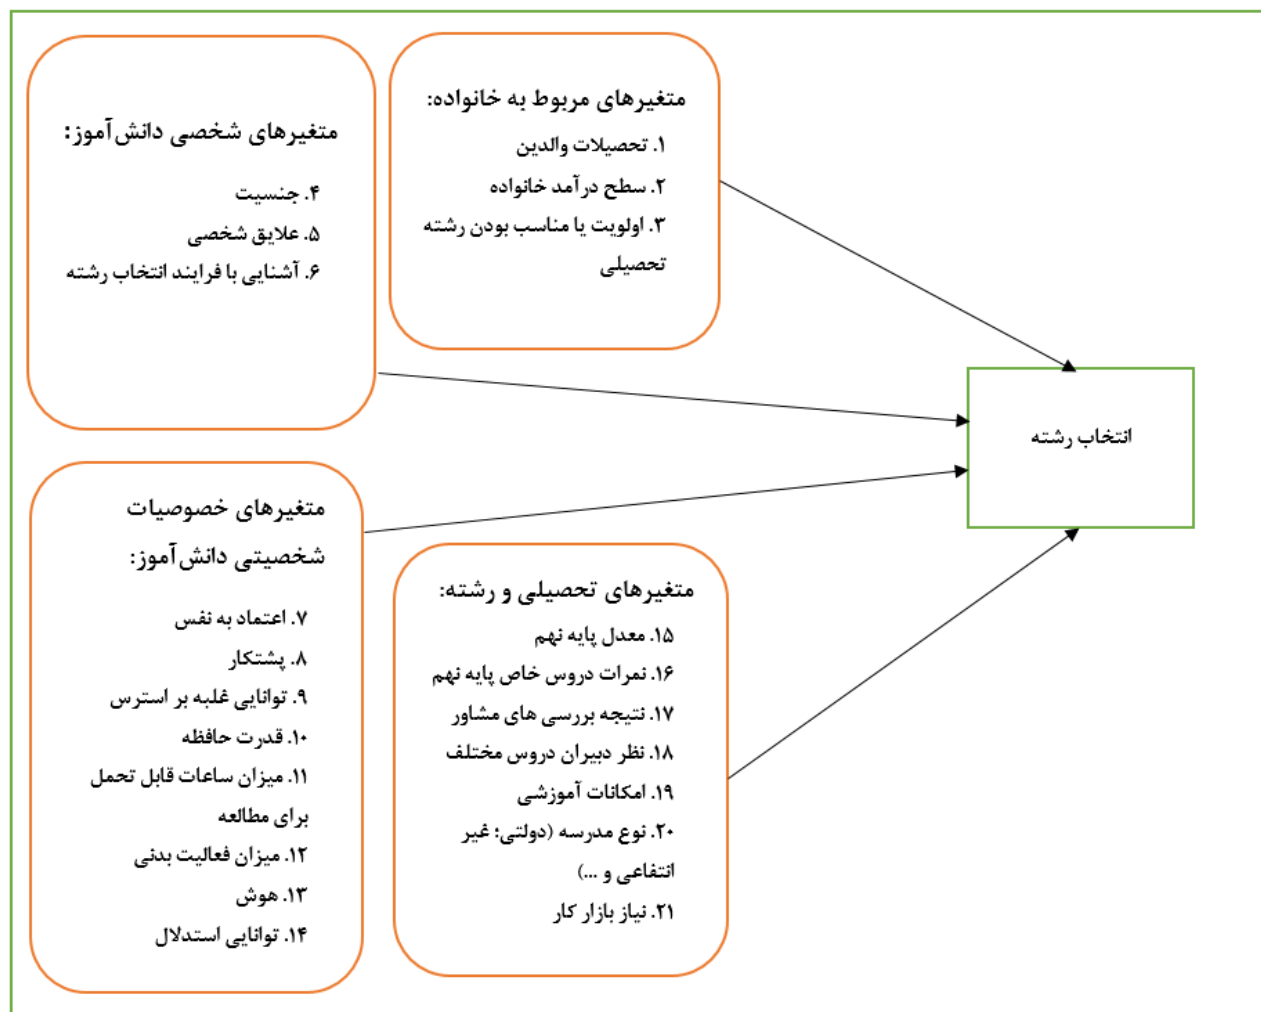 متغیرهای مربوط به خانواده:
۱. تحصیلات والدین
۲. سطح درآمد خانواده
۳. اولویت یا مناسب بودن رشته
تحصیلی
متغیرهای شخصی دانش‌آموز:
۴. جنسیت
۵. علایق شخصی
۶. آشنایی با فرایند انتخاب رشته
انتخاب رشته
متغیرهای خصوصیات
شخصیتی دانش‌آموز:
۷. اعتماد به نفس
۸. پشتکار
۹. توانایی غلبه بر استرس
۱۰. قدرت حافظه
۱۱. میزان ساعات قابل تحمل
برای مطالعه
۱۲. میزان فعالیت بدنی
۱۳. هوش
۱۴. توانایی استدلال
متغیرهای تحصیلی و رشته:
۱۵. معدل پایه نهم
۱۶. نمرات دروس خاص پایه نهم
۱۷. نتیجه بررسی های مشاور
۱۸. نظر دبیران دروس مختلف
۱۹. امکانات آموزشی
۲۰. نوع مدرسه (دولتی؛ غیر
انتفاعی و ...)
۲۱. نیاز بازار کار